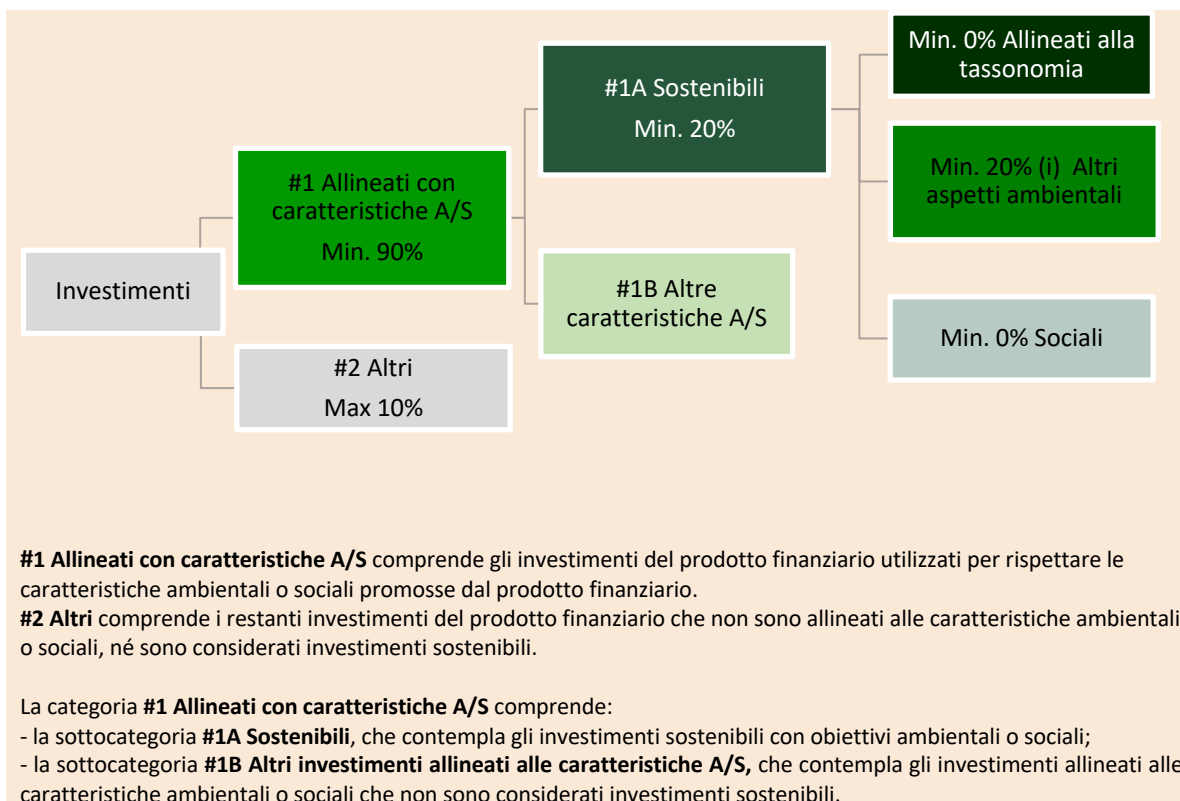 Investimenti
#1 Allineati con
caratteristiche A/S
Min. 90%
#2 Altri
Max 10%
#1A Sostenibili
Min. 20%
#1B Altre
caratteristiche A/S
Min. 0% Allineati alla
tassonomia
Min. 20% (i) Altri
aspetti ambientali
Min. 0% Sociali
#1 Allineati con caratteristiche A/S comprende gli investimenti del prodotto finanziario utilizzati per rispettare le
caratteristiche ambientali o sociali promosse dal prodotto finanziario.
#2 Altri comprende i restanti investimenti del prodotto finanziario che non sono allineati alle caratteristiche ambientali
o sociali, né sono considerati investimenti sostenibili.
La categoria #1 Allineati con caratteristiche A/S comprende:
- la sottocategoria #1A Sostenibili, che contempla gli investimenti sostenibili con obiettivi ambientali o sociali;
- la sottocategoria #1B Altri investimenti allineati alle caratteristiche A/S, che contempla gli investimenti allineati alle
caratteristiche ambientali o sociali che non sono considerati investimenti sostenibili.